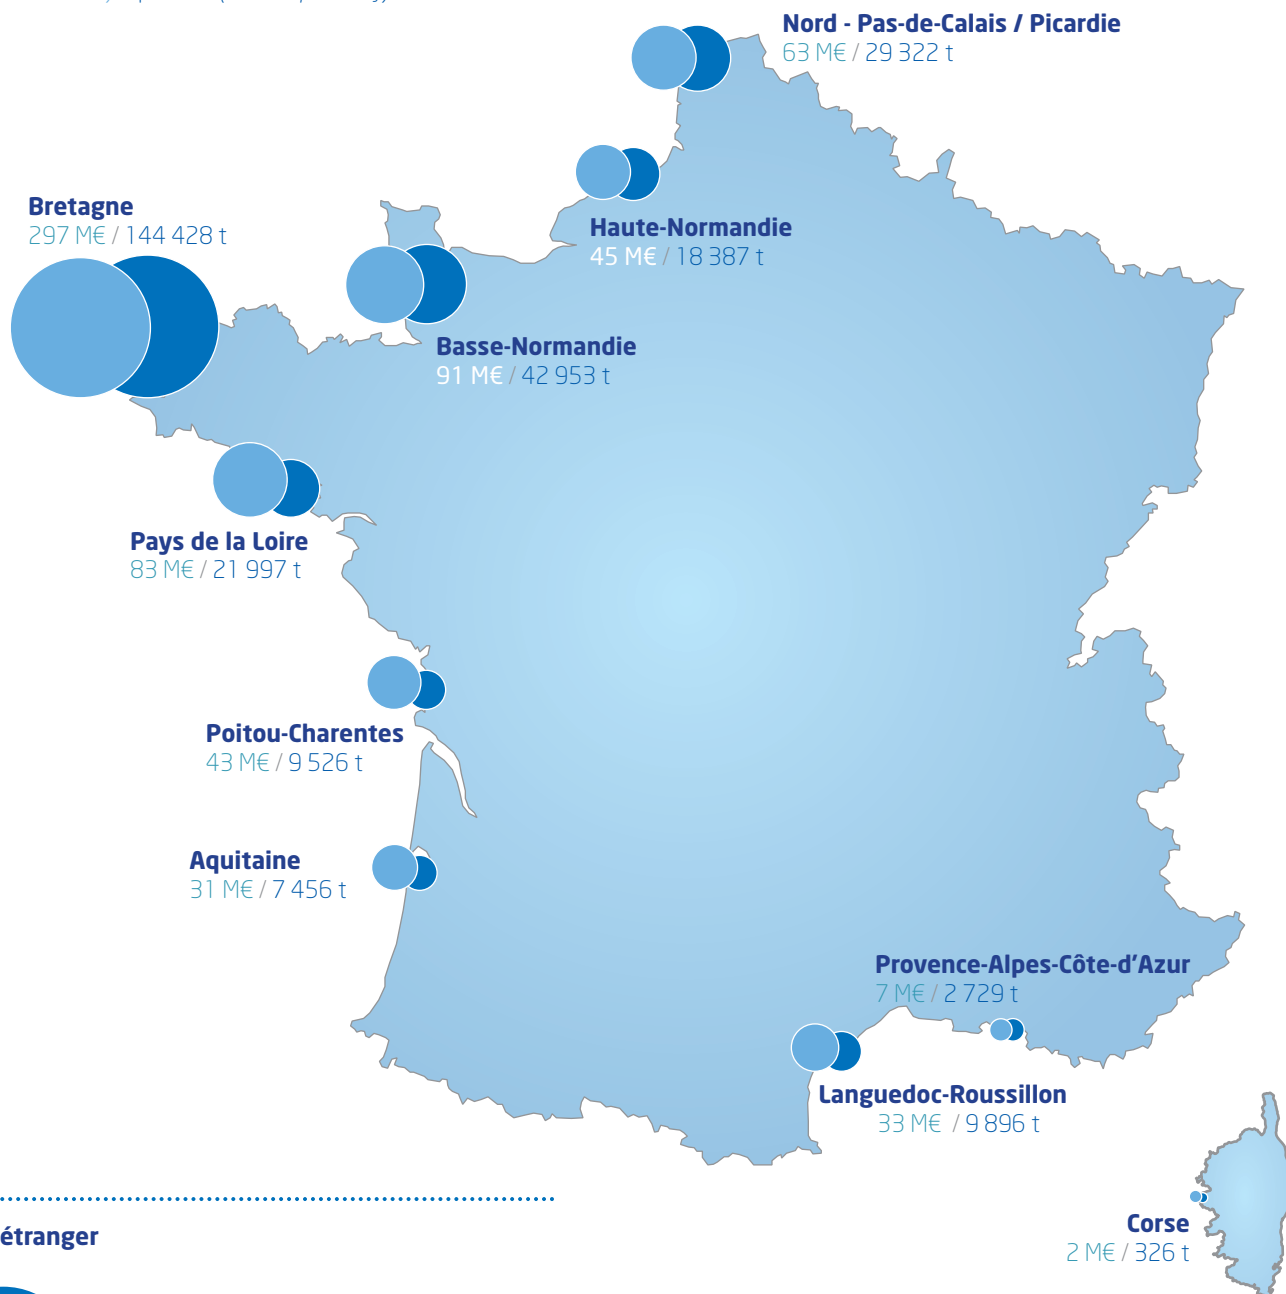 Nord - Pas-de-Calais / Picardie
63 M€ / 29 322 t
Bretagne
297 M€ / 144 428 t
Haute-Normandie
45 M€ / 18 387 t
Basse-Normandie
91 M€ / 42 953 t
Pays de la Loire
83 M€ / 21 997 t
Poitou-Charentes
43 M€ / 9 526 t
Aquitaine
31 M€ / 7 456 t
Provence-Alpes-Côte-d'Azur
7 M€ / 2 729 t
Languedoc-Roussillon
33 M€ / 9 896 t
étranger
Corse
2 M€ / 326 t